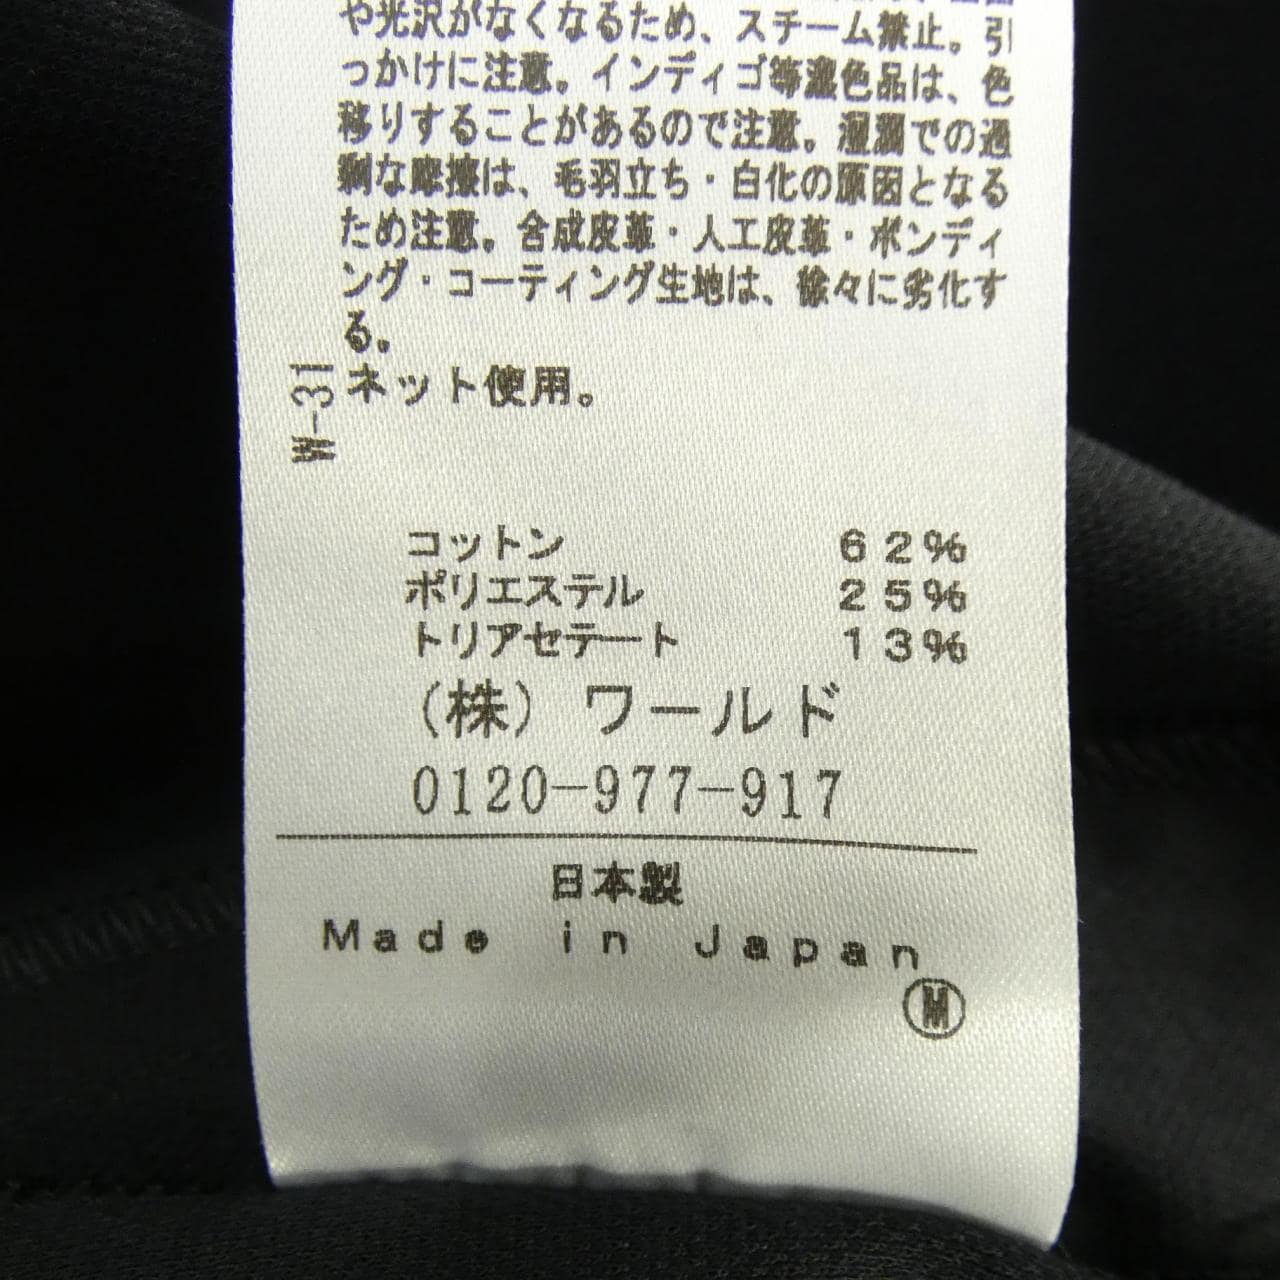 や光沢がなくなるため、スチーム禁止。引
っかけに注意。インディゴ等濃色品は、色
移りすることがあるので注意。湿潤での過
剰な摩擦は、毛羽立ち・白化の原因となる
ため注意。合成皮革・人工皮革・ボンディ
ング・コーティング生地は、徐々に劣化す
る。
ネット使用。
W-31
コットン 62%
ポリエステル 25%
トリアセテート 13%
(株)ワールド
0120-977-917
日本製
Made in Japan
Ⓜ